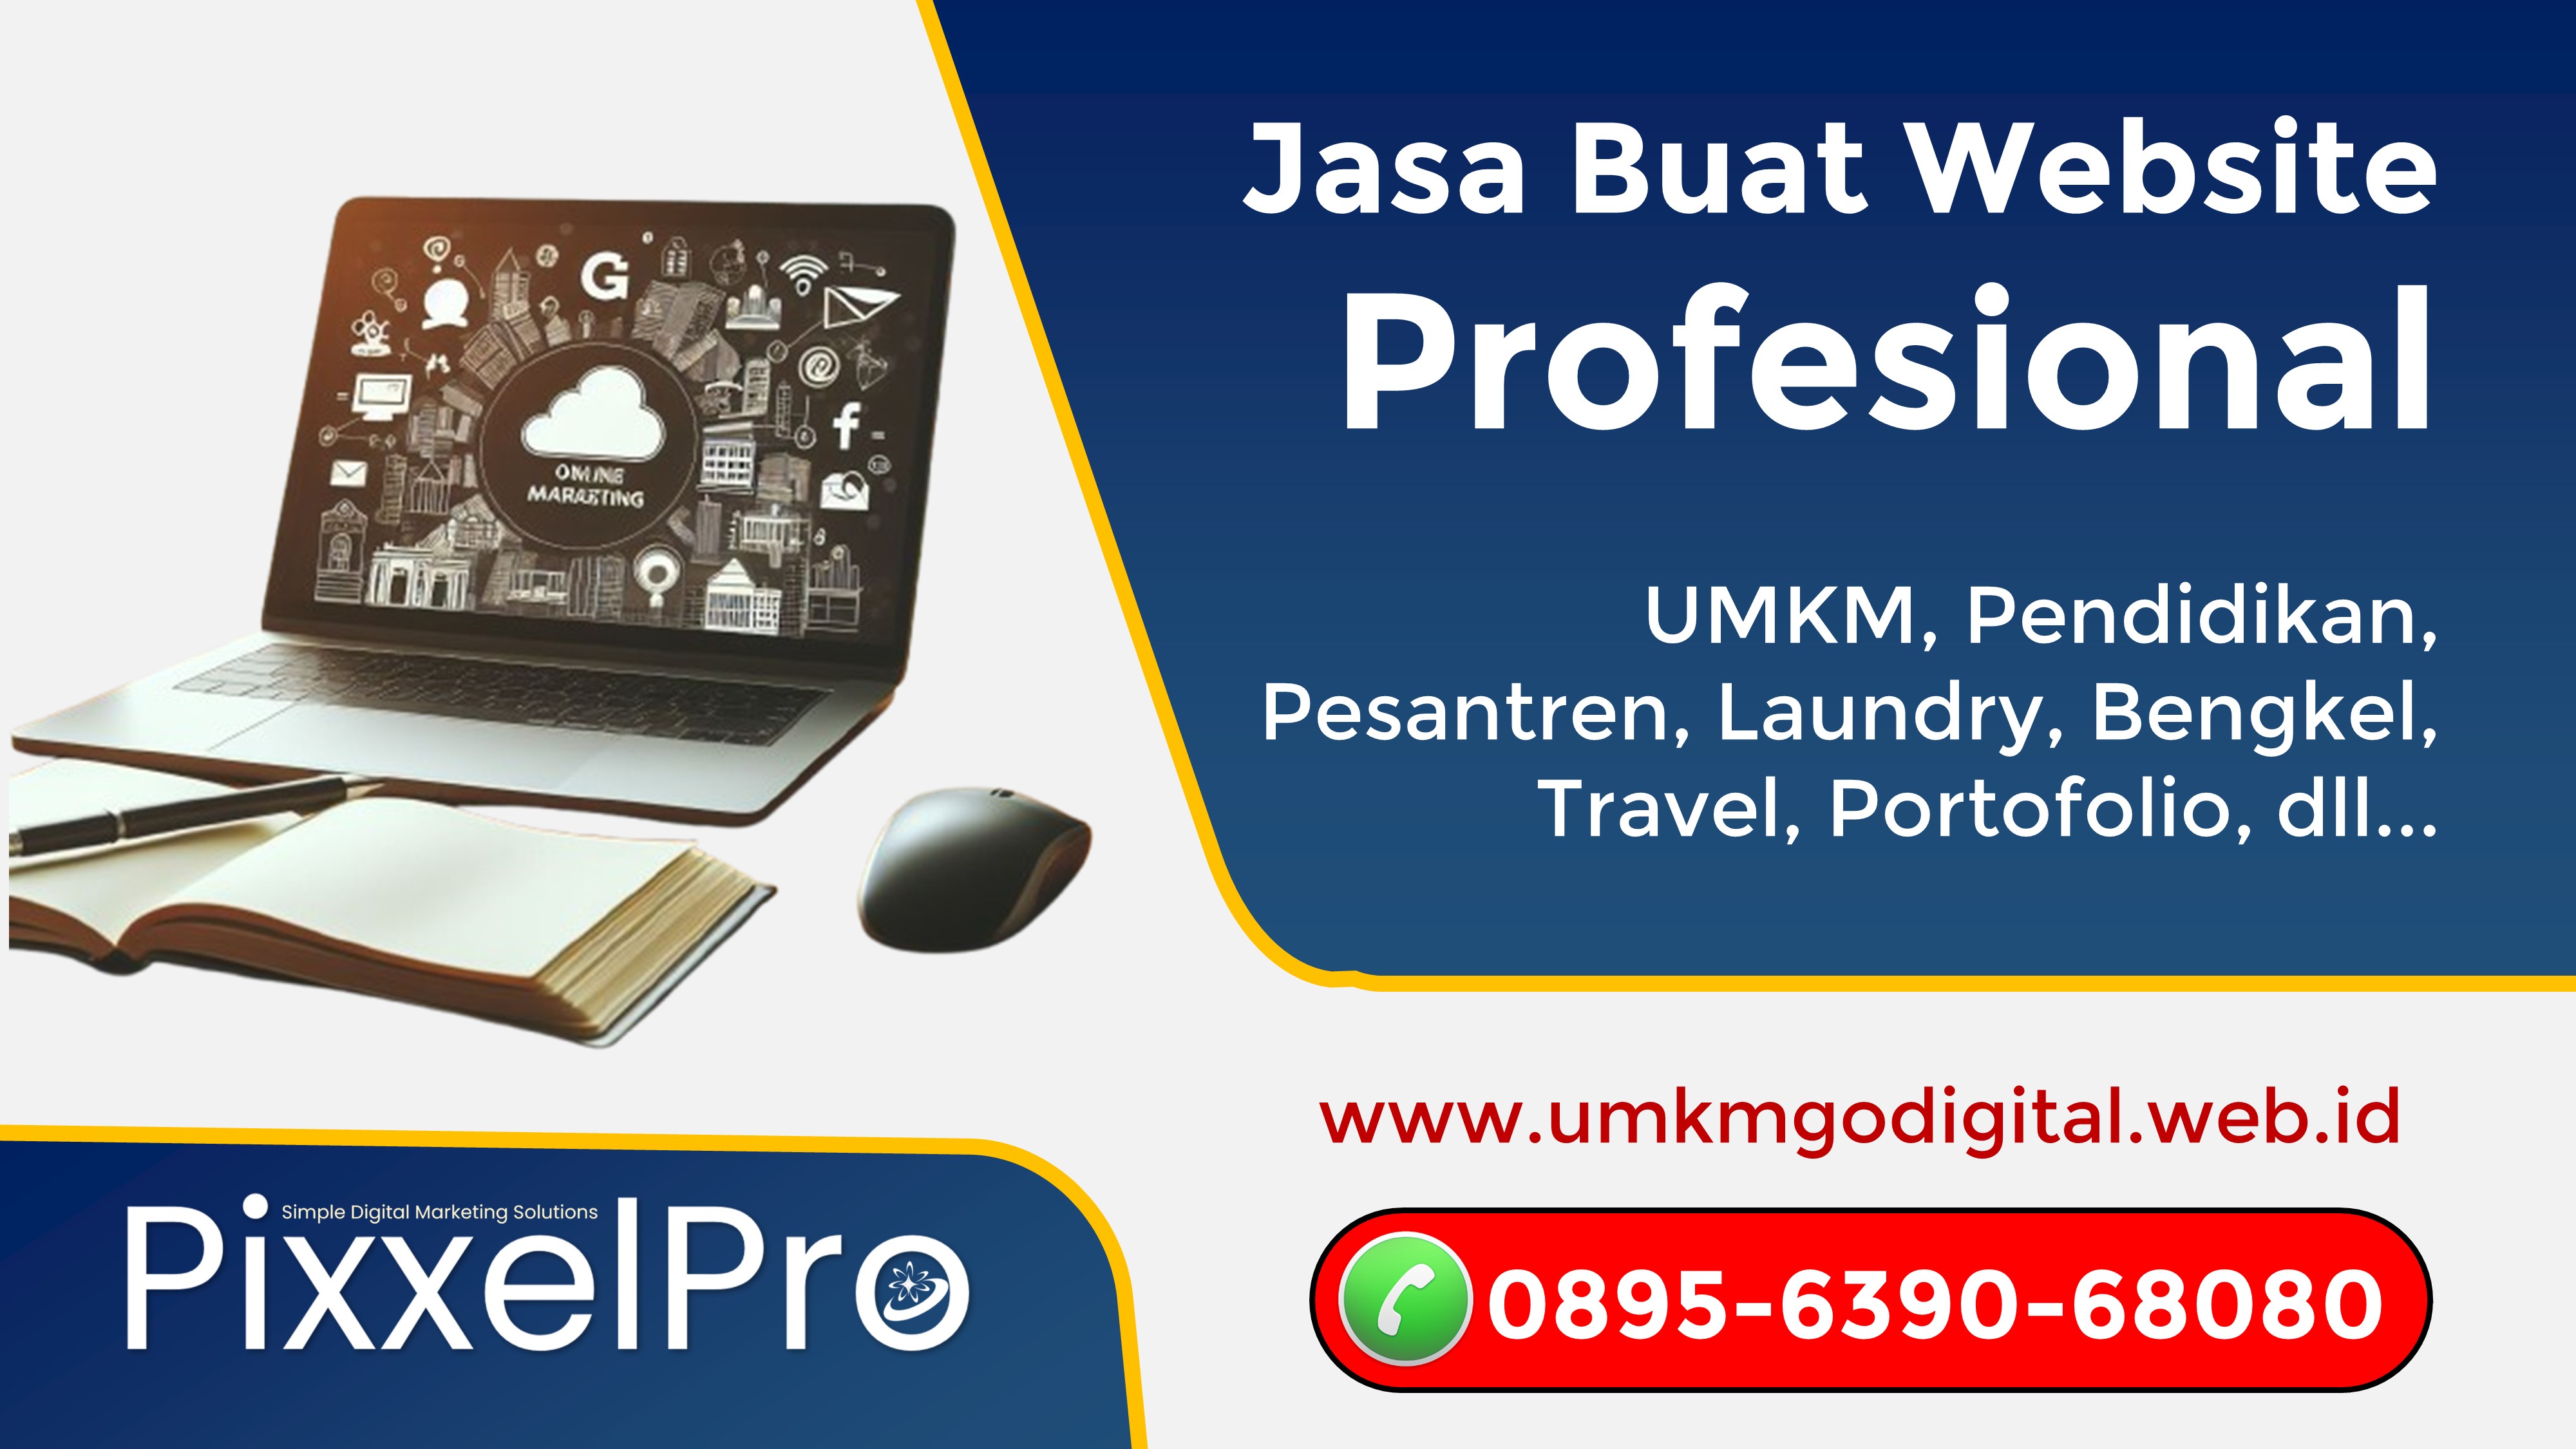 Jasa Buat Website
Profesional
UMKM, Pendidikan,
Pesantren, Laundry, Bengkel,
Travel, Portofolio, dll...
www.umkmgodigital.web.id
0895-6390-68080
Simple Digital Marketing Solutions
PixxelPro
G
f